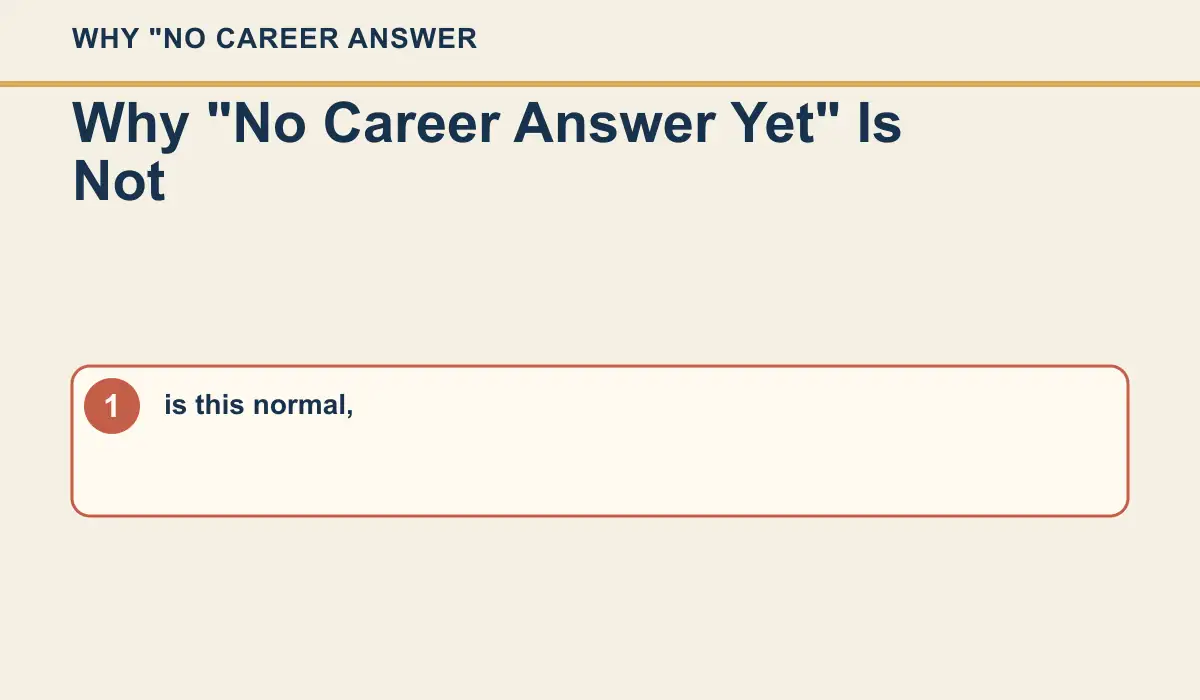 WHY "NO CAREER ANSWER
Why "No Career Answer Yet" Is
Not
1 is this normal,